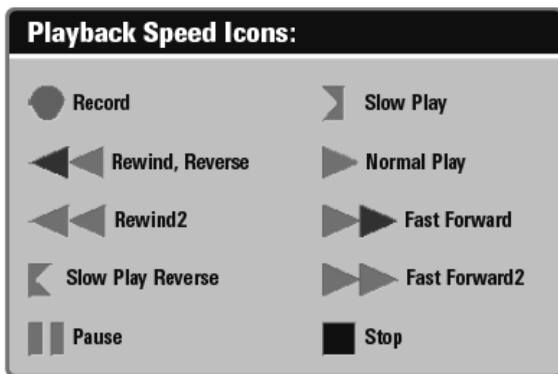 Playback Speed Icons:
Record
Slow Play
Rewind, Reverse
Normal Play
Rewind2
Fast Forward
Slow Play Reverse
Fast Forward2
Pause
Stop